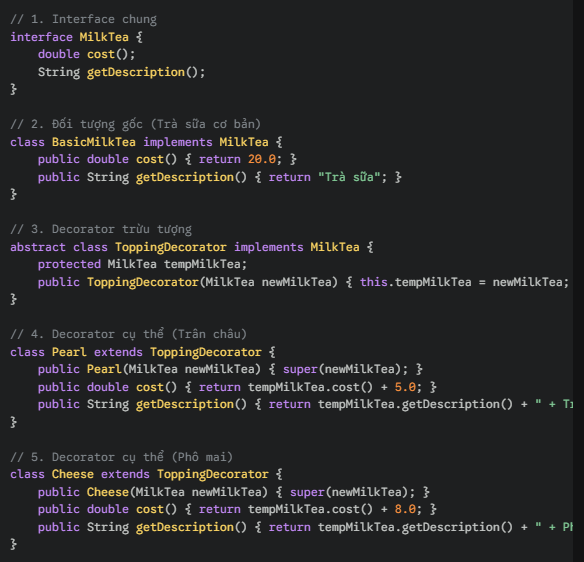 // 1. Interface chung
interface MilkTea {
    double cost();
    String getDescription();
}

// 2. Đối tượng gốc (Trà sữa cơ bản)
class BasicMilkTea implements MilkTea {
    public double cost() { return 20.0; }
    public String getDescription() { return "Trà sữa"; }
}

// 3. Decorator trừu tượng
abstract class ToppingDecorator implements MilkTea {
    protected MilkTea tempMilkTea;
    public ToppingDecorator(MilkTea newMilkTea) { this.tempMilkTea = newMilkTea;
}

// 4. Decorator cụ thể (Trân châu)
class Pearl extends ToppingDecorator {
    public Pearl(MilkTea newMilkTea) { super(newMilkTea); }
    public double cost() { return tempMilkTea.cost() + 5.0; }
    public String getDescription() { return tempMilkTea.getDescription() + " +
}

// 5. Decorator cụ thể (Phô mai)
class Cheese extends ToppingDecorator {
    public Cheese(MilkTea newMilkTea) { super(newMilkTea); }
    public double cost() { return tempMilkTea.cost() + 8.0; }
    public String getDescription() { return tempMilkTea.getDescription() + " +
}